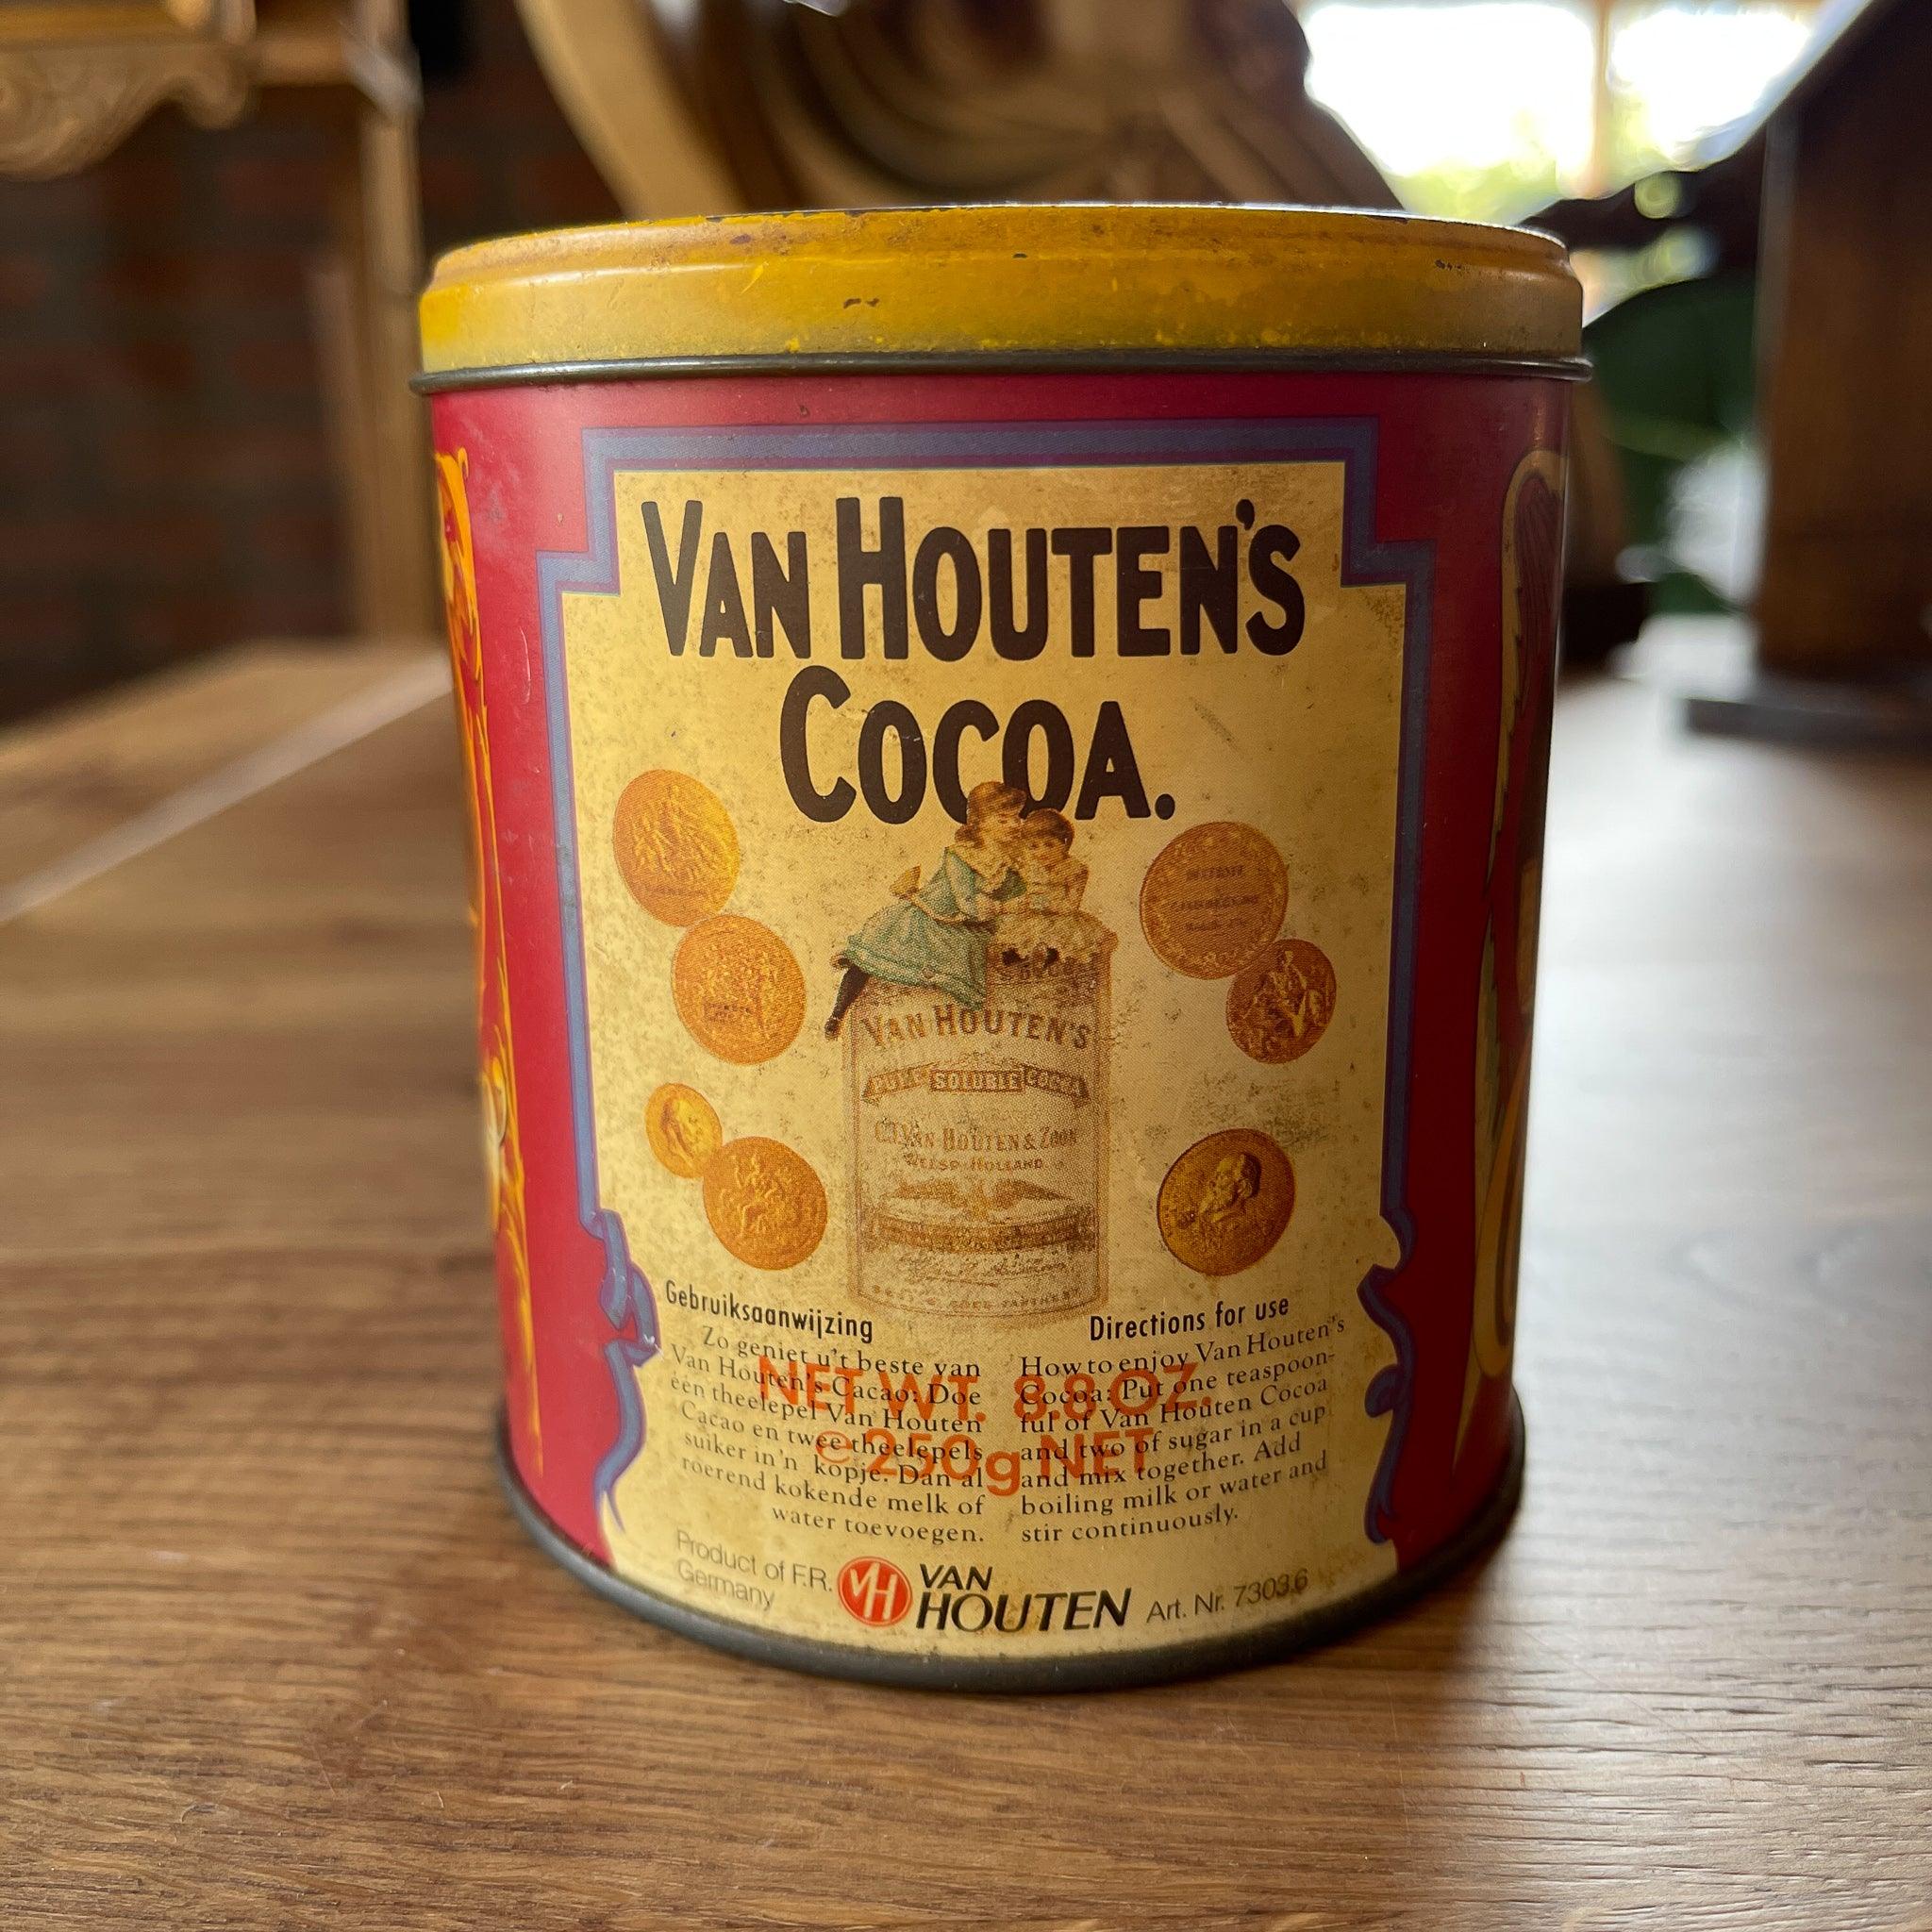 VAN HOUTEN'S
COCOA.
VAN HOUTEN'S
PURE SOLUBLE COCOA
C.J. VAN HOUTEN & ZOON
WEESP-HOLLAND.
Gebruiksaanwijzing
Zo geniet u't beste van
Van Houten's Cacao: Doe
één theelepel Van Houten
Cacao en twee theelepels
suiker in'n kopje. Dan al
roerend kokende melk of
water toevoegen.
Directions for use
How to enjoy Van Houten's
Cocoa: Put one teaspoon-
ful of Van Houten Cocoa
and two of sugar in a cup
and mix together. Add
boiling milk or water and
stir continuously.
NET WT. 8.8 OZ.
℮ 250g NET
Product of F.R.
Germany
VH
VAN
HOUTEN
Art. Nr. 73036